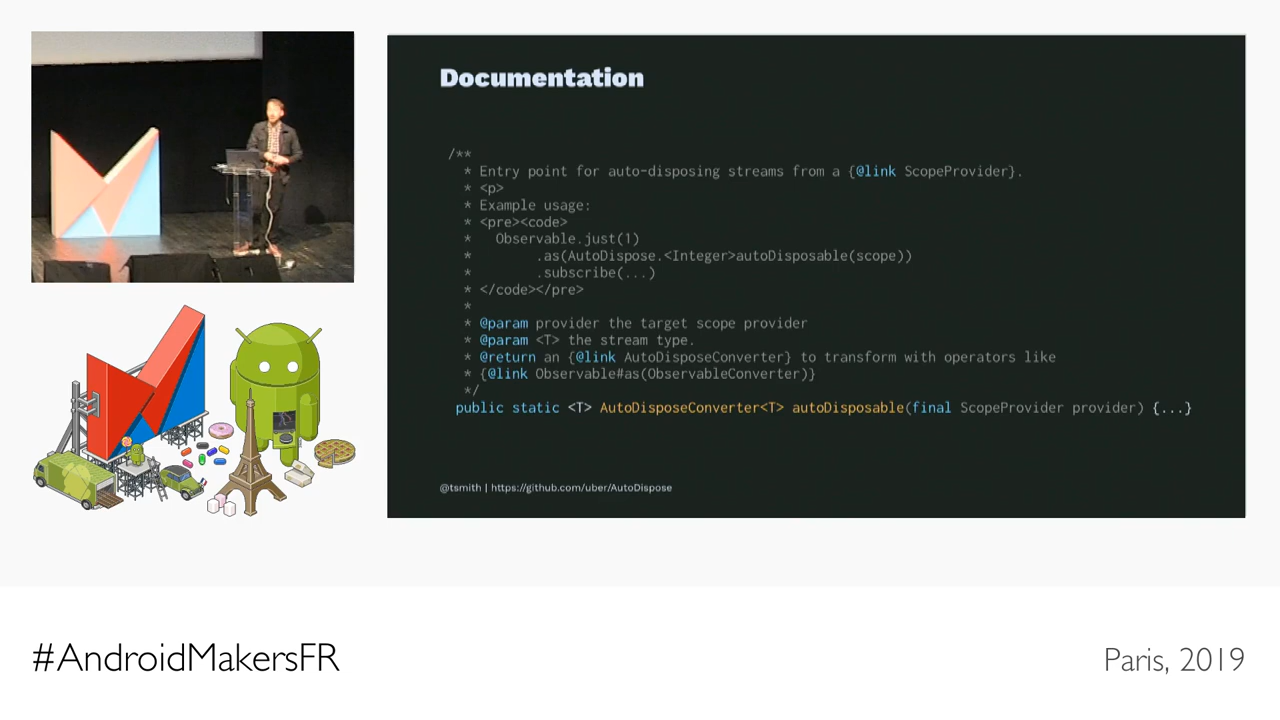 Documentation
/**
* Entry point for auto-disposing streams from a {@link ScopeProvider}.
* <p>
* Example usage:
* <pre><code>
*   Observable.just(1)
*        .as(AutoDispose.<Integer>autoDisposable(scope))
*        .subscribe(...)
* </code></pre>
*
* @param provider the target scope provider
* @param <T> the stream type.
* @return an {@link AutoDisposeConverter} to transform with operators like
* {@link Observable#as(ObservableConverter)}
*/
public static <T> AutoDisposeConverter<T> autoDisposable(final ScopeProvider provider) {...}
@tsmith | https://github.com/uber/AutoDispose
#AndroidMakersFR
Paris, 2019